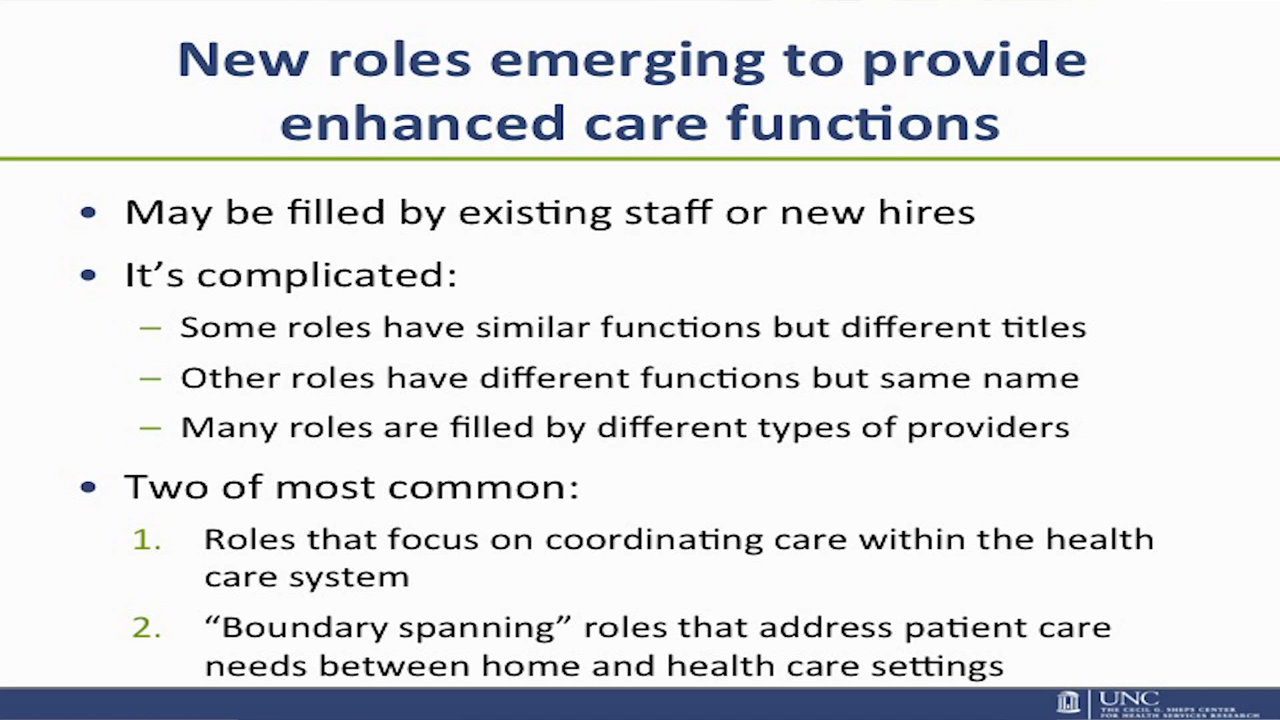 New roles emerging to provide
enhanced care functions
• May be filled by existing staff or new hires
• It’s complicated:
– Some roles have similar functions but different titles
– Other roles have different functions but same name
– Many roles are filled by different types of providers
• Two of most common:
1. Roles that focus on coordinating care within the health
care system
2. “Boundary spanning” roles that address patient care
needs between home and health care settings
UNC
THE CECIL G. SHEPS CENTER
FOR HEALTH SERVICES RESEARCH